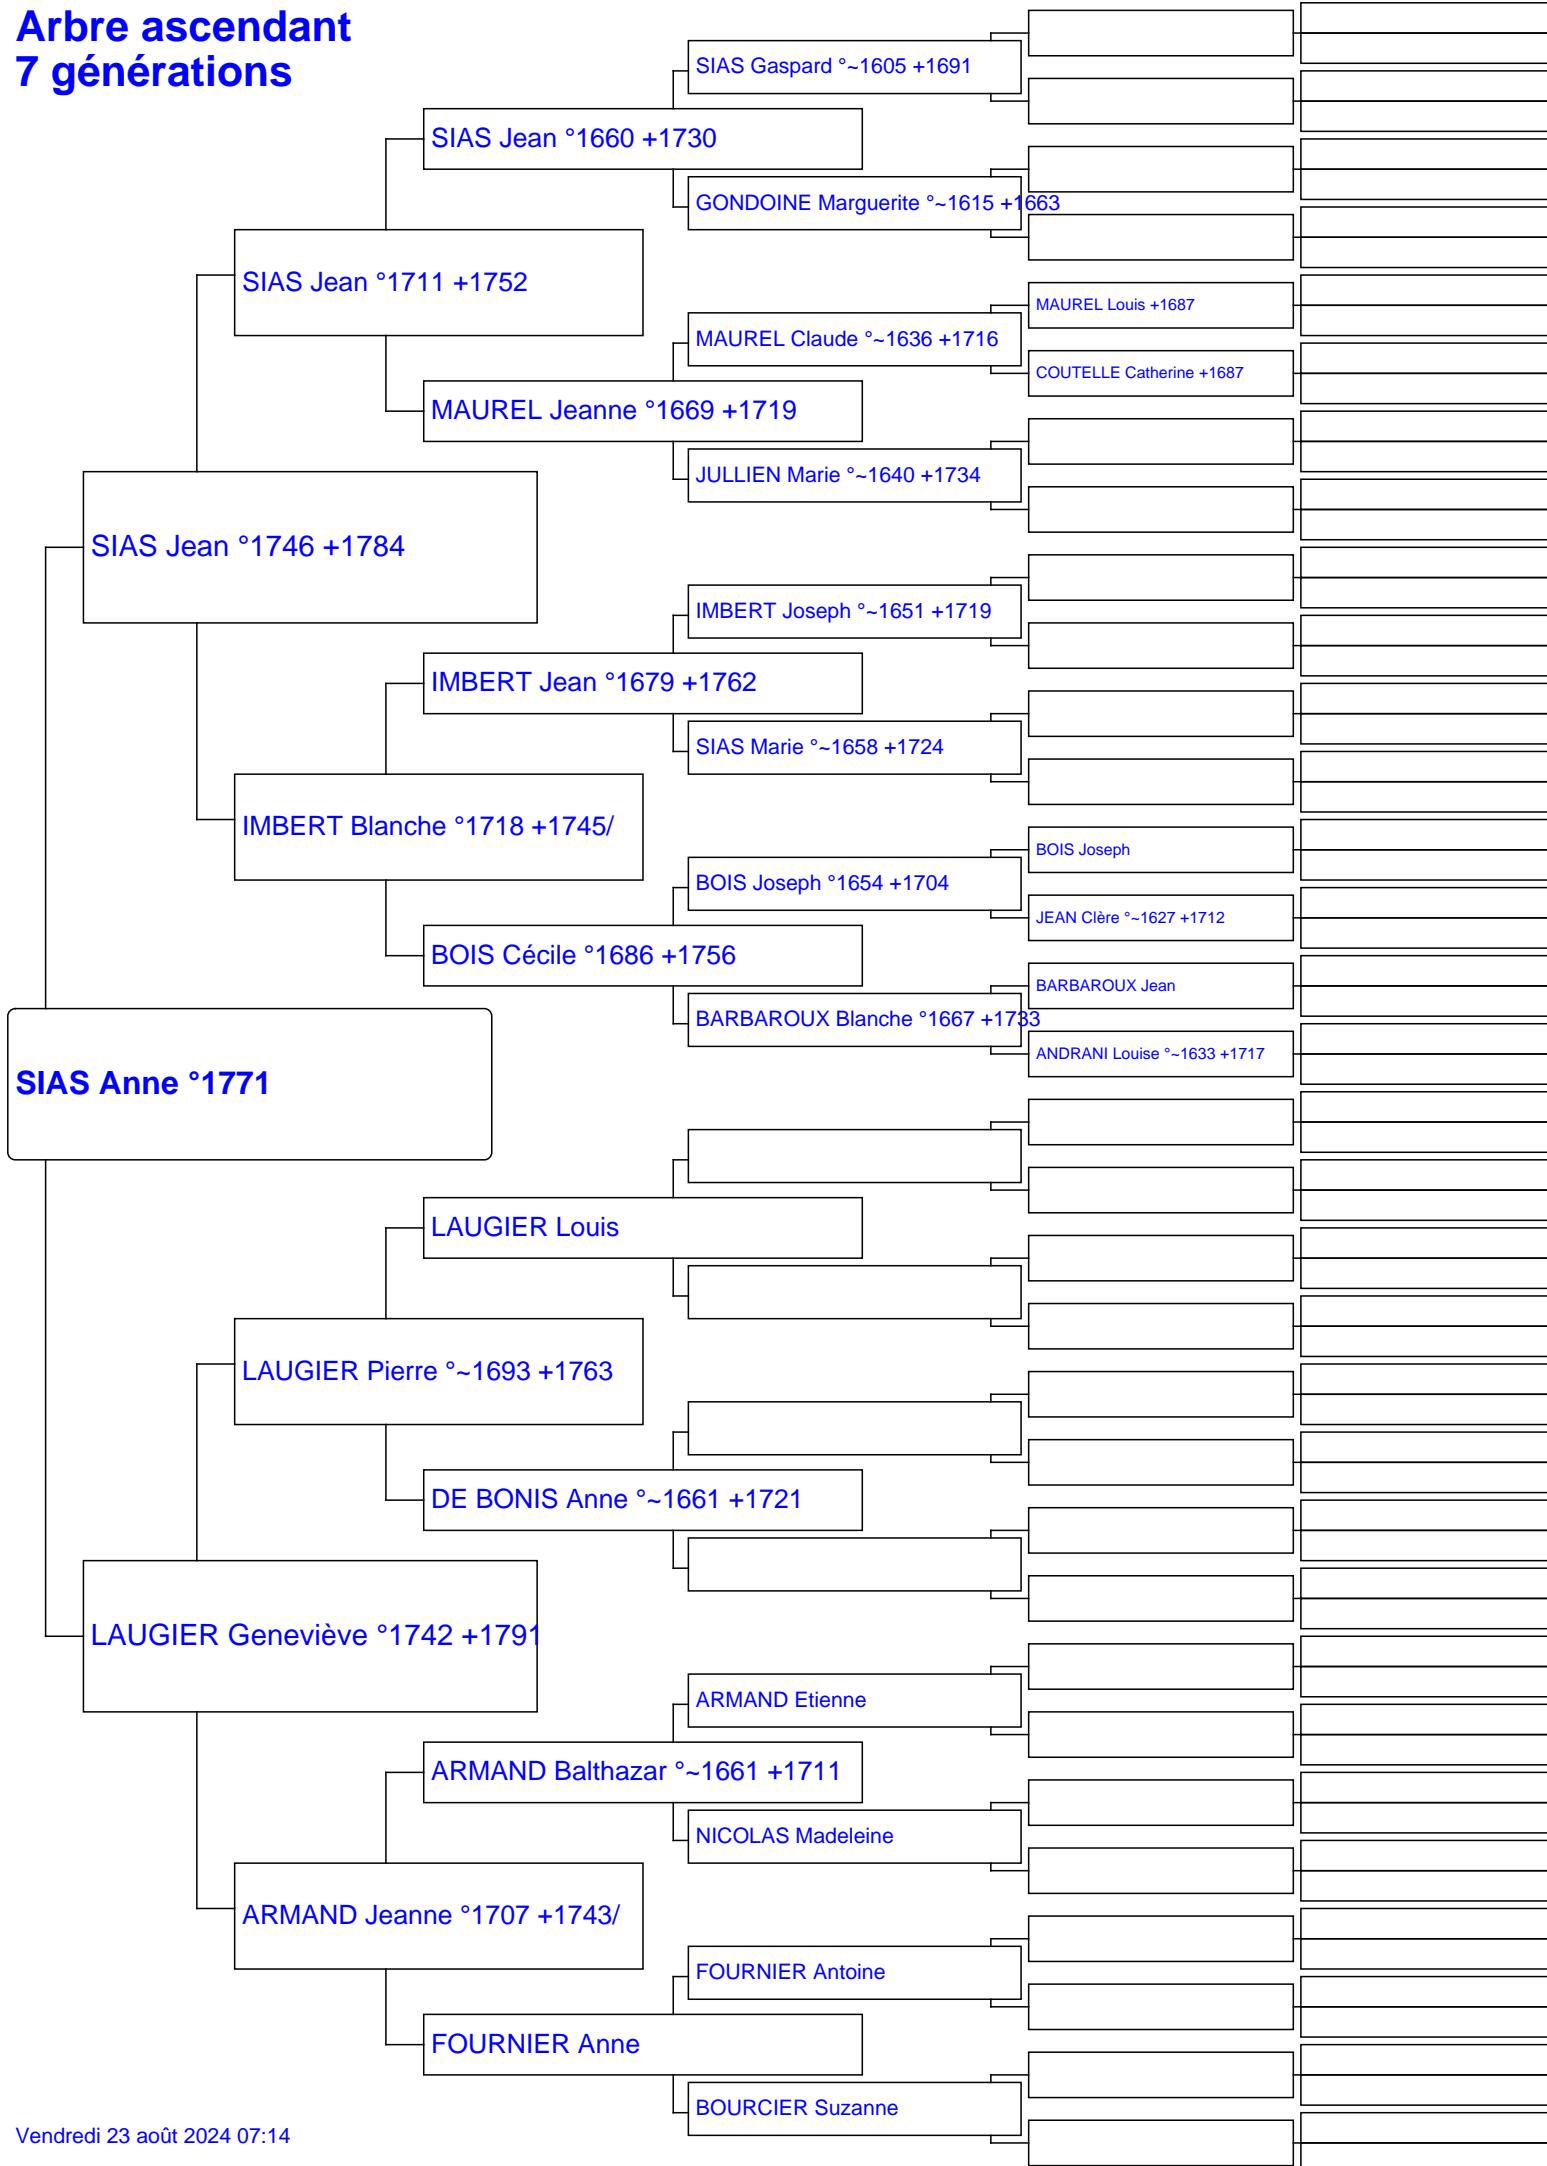 Arbre ascendant
7 générations
SIAS Gaspard °~1605 +1691
SIAS Jean °1660 +1730
GONDOINE Marguerite °~1615 +1663
SIAS Jean °1711 +1752
MAUREL Louis +1687
MAUREL Claude °~1636 +1716
COUTELLE Catherine +1687
MAUREL Jeanne °1669 +1719
JULLIEN Marie °~1640 +1734
SIAS Jean °1746 +1784
IMBERT Joseph °~1651 +1719
IMBERT Jean °1679 +1762
SIAS Marie °~1658 +1724
IMBERT Blanche °1718 +1745/
BOIS Joseph
BOIS Joseph °1654 +1704
JEAN Clère °~1627 +1712
BOIS Cécile °1686 +1756
BARBAROUX Jean
BARBAROUX Blanche °1667 +1733
ANDRANI Louise °~1633 +1717
SIAS Anne °1771
LAUGIER Louis
LAUGIER Pierre °~1693 +1763
DE BONIS Anne °~1661 +1721
LAUGIER Geneviève °1742 +1791
ARMAND Etienne
ARMAND Balthazar °~1661 +1711
NICOLAS Madeleine
ARMAND Jeanne °1707 +1743/
FOURNIER Antoine
FOURNIER Anne
BOURCIER Suzanne
Vendredi 23 août 2024 07:14